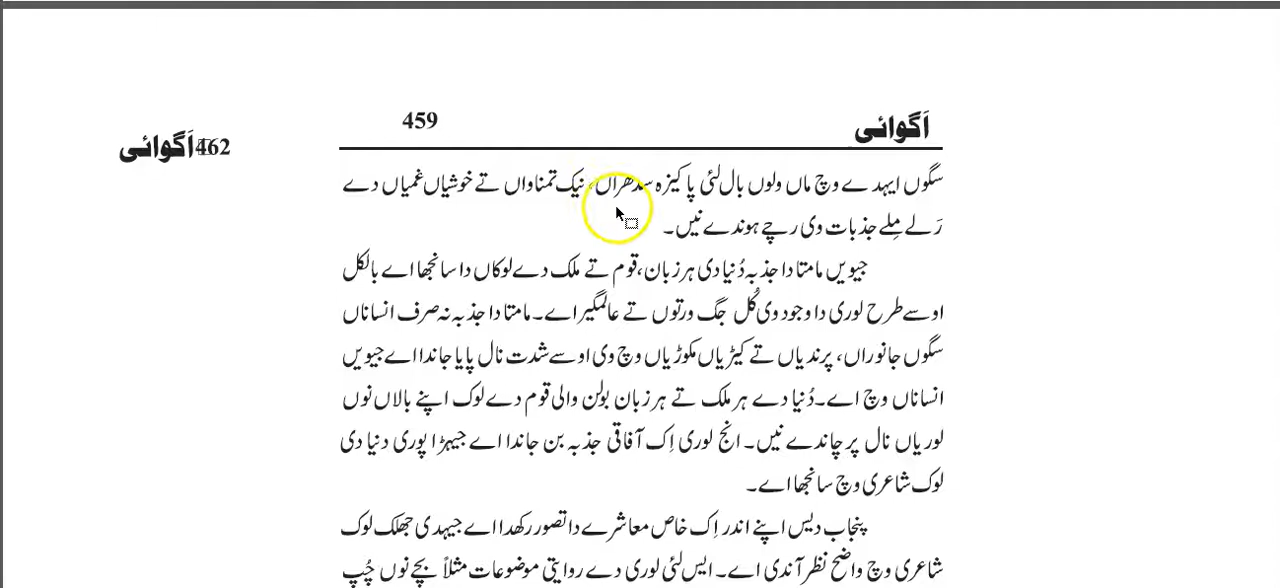 اَگوائی 459
اَگوائی 462
سگوں ایہدے وچ ماں ولوں بال لئی پاکیزہ سدھراں، نیک تمناواں تے خوشیاں غمیاں دے
رَلے مِلے جذبات وی رچے ہوندے نیں۔
جیویں مامتا دا جذبہ دُنیا دی ہر زبان، قوم تے ملک دے لوکاں دا سانجھا اے بالکل
اوسے طرح لوری دا وجود وی کُل جگ ورتوں تے عالمگیر اے۔ مامتا دا جذبہ نہ صرف انساناں
سگوں جانوراں، پرندیاں تے کیڑیاں مکوڑیاں وچ وی اوسے شدت نال پایا جاندا اے جیویں
انساناں وچ اے۔ دُنیا دے ہر ملک تے ہر زبان بولن والی قوم دے لوک اپنے بالاں نوں
لوریاں نال پرچاندے نیں۔ انج لوری اِک آفاقی جذبہ بن جاندا اے جیہڑا پوری دنیا دی
لوک شاعری وچ سانجھا اے۔
پنجاب دیس اپنے اندر اِک خاص معاشرے دا تصور رکھدا اے جیہدی جھلک لوک
شاعری وچ واضح نظر آندی اے۔ ایس لئی لوری دے روایتی موضوعات مثلاً بچے نوں چُپ